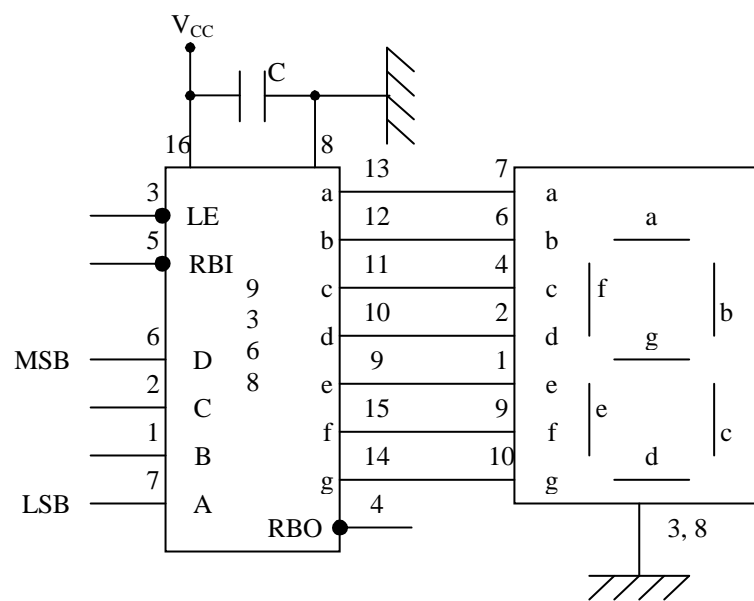 V_CC
C
16 8
13 7
3 a a a
LE
12 6
5 b b
RBI f b
11 4
9 c c
3 10 2
6 d d g
6 8 9 1
MSB D e e e c
2 15 9
C f f
1 14 10 d
B g g
7 4
LSB A
RBO 3, 8